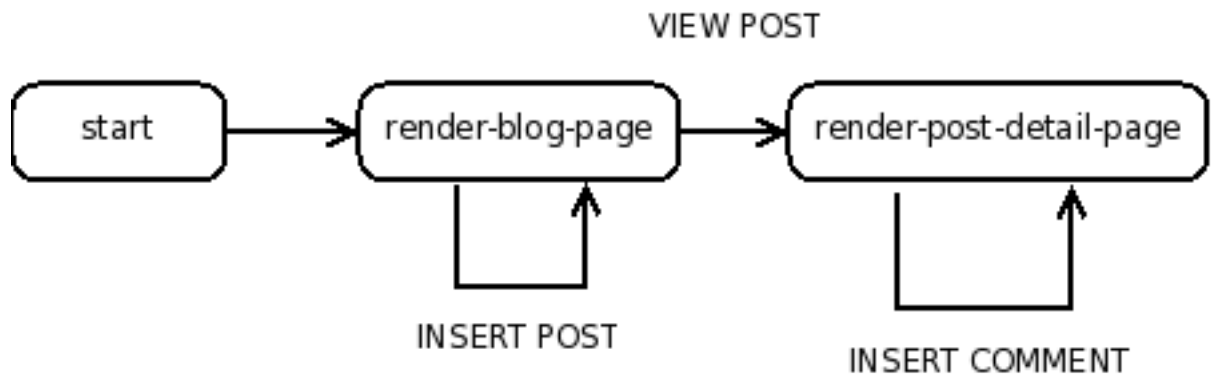 VIEW POST
start
render-blog-page
render-post-detail-page
INSERT POST
INSERT COMMENT